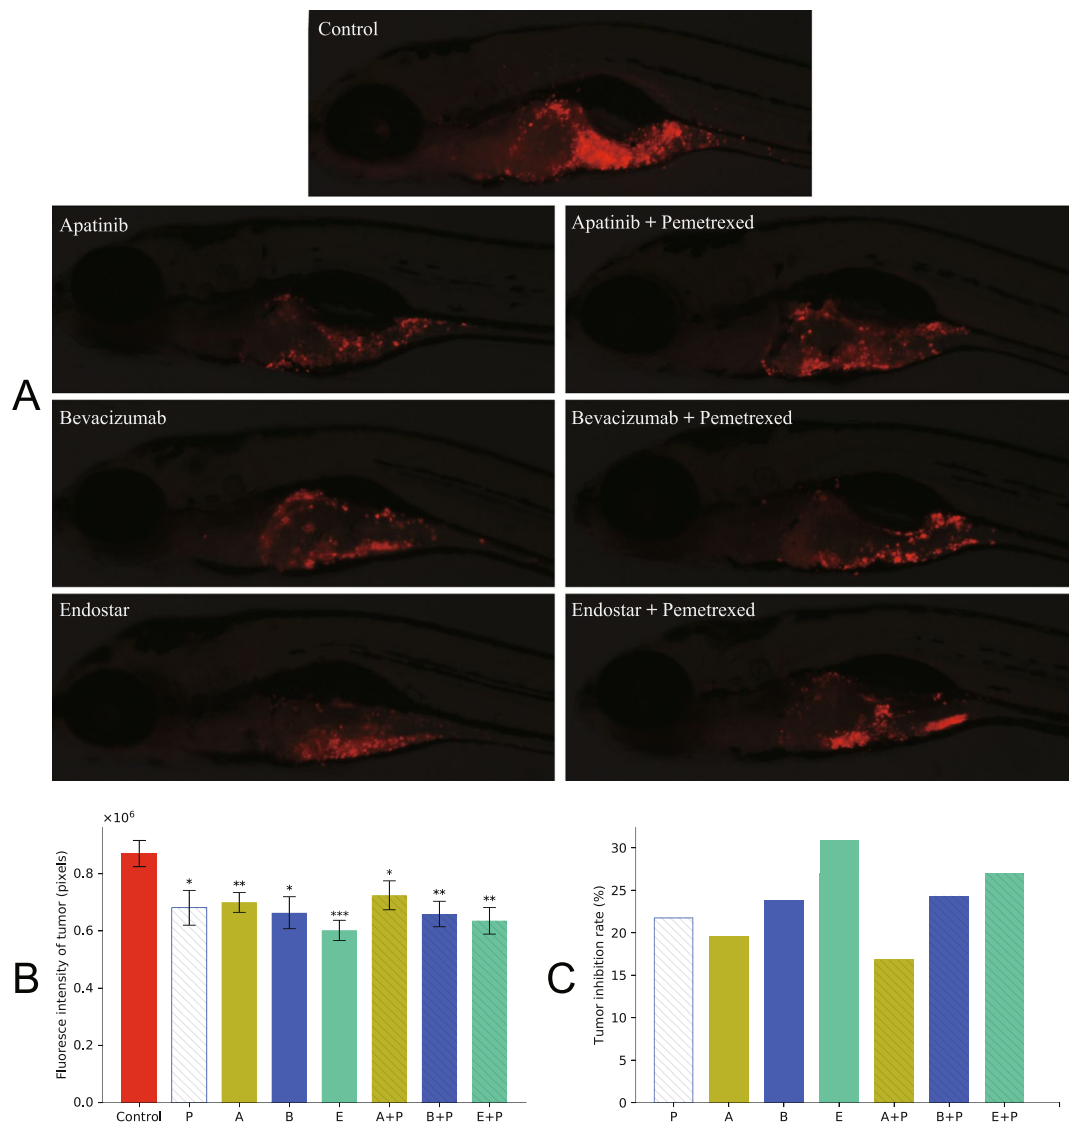 Control
Apatinib
Apatinib + Pemetrexed
A
Bevacizumab
Bevacizumab + Pemetrexed
Endostar
Endostar + Pemetrexed
B
×10⁶
Fluoresce intensity of tumor (pixels)
0.8
0.6
0.4
0.2
0.0
*
**
*
***
*
**
**
Control P A B E A+P B+P E+P
C
Tumor inhibition rate (%)
30
25
20
15
10
5
0
P A B E A+P B+P E+P